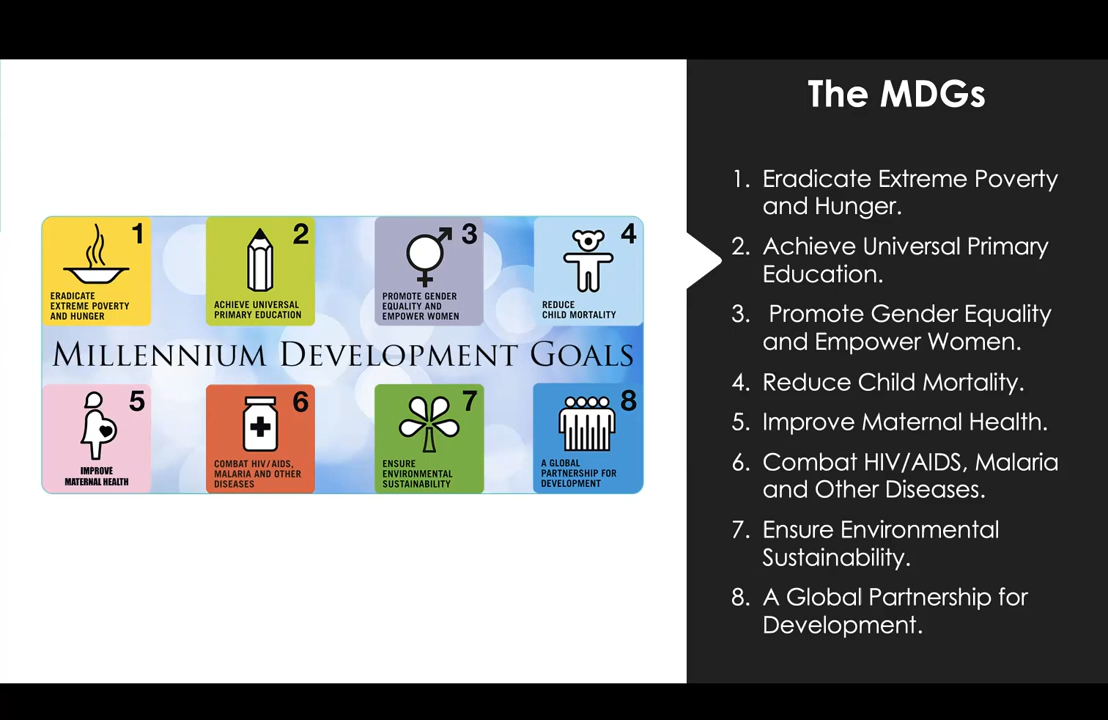 The MDGs
1
ERADICATE
EXTREME POVERTY
AND HUNGER
2
ACHIEVE UNIVERSAL
PRIMARY EDUCATION
3
PROMOTE GENDER
EQUALITY AND
EMPOWER WOMEN
4
REDUCE
CHILD MORTALITY
MILLENNIUM DEVELOPMENT GOALS
5
IMPROVE
MATERNAL HEALTH
6
COMBAT HIV/AIDS,
MALARIA AND OTHER
DISEASES
7
ENSURE
ENVIRONMENTAL
SUSTAINABILITY
8
A GLOBAL
PARTNERSHIP FOR
DEVELOPMENT
1. Eradicate Extreme Poverty
and Hunger.
2. Achieve Universal Primary
Education.
3. Promote Gender Equality
and Empower Women.
4. Reduce Child Mortality.
5. Improve Maternal Health.
6. Combat HIV/AIDS, Malaria
and Other Diseases.
7. Ensure Environmental
Sustainability.
8. A Global Partnership for
Development.